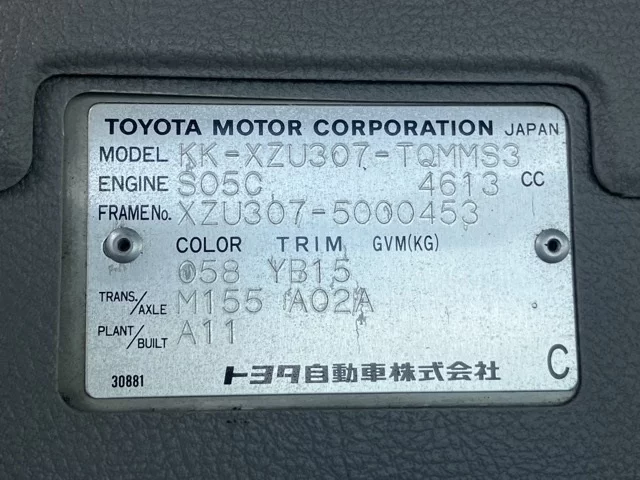 TOYOTA MOTOR CORPORATION JAPAN
MODEL KK-XZU307-TQMMS3
ENGINE S05C 4613 CC
FRAME No. XZU307-5000453
COLOR TRIM GVM(KG)
058 YB15
TRANS./AXLE M155 A02A
PLANT/BUILT A11
30881 トヨタ自動車株式会社 C